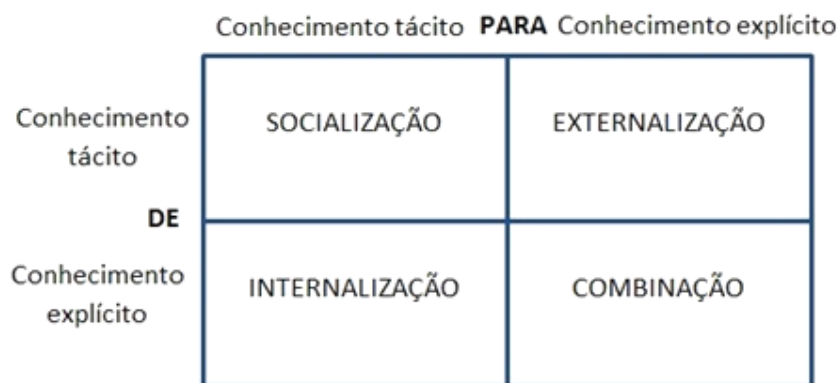 Conhecimento tácito PARA Conhecimento explícito
Conhecimento
tácito
SOCIALIZAÇÃO
EXTERNALIZAÇÃO
DE
Conhecimento
explícito
INTERNALIZAÇÃO
COMBINAÇÃO